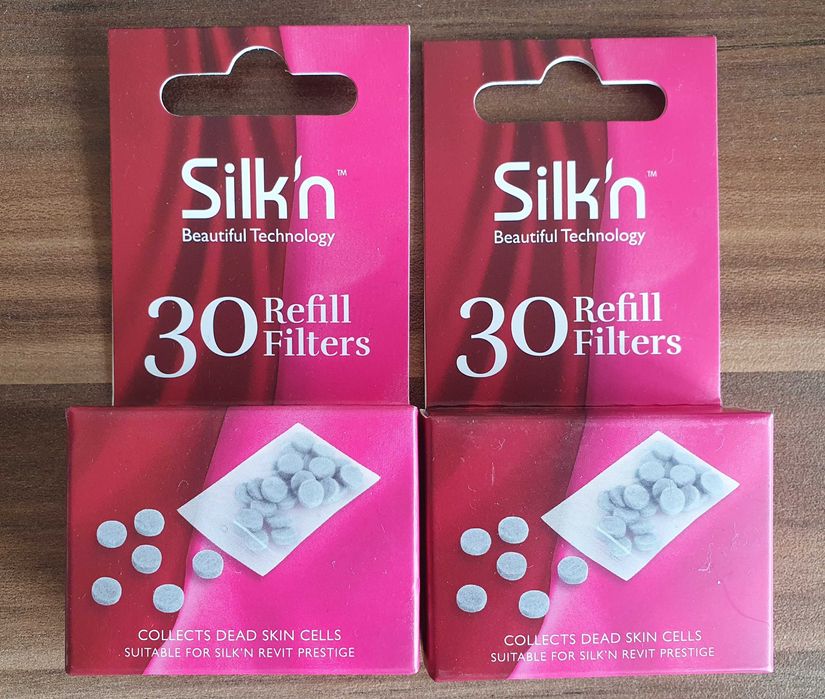 Silk'n™
Beautiful Technology
30 Refill
Filters
COLLECTS DEAD SKIN CELLS
SUITABLE FOR SILK'N REVIT PRESTIGE
Silk'n™
Beautiful Technology
30 Refill
Filters
COLLECTS DEAD SKIN CELLS
SUITABLE FOR SILK'N REVIT PRESTIGE